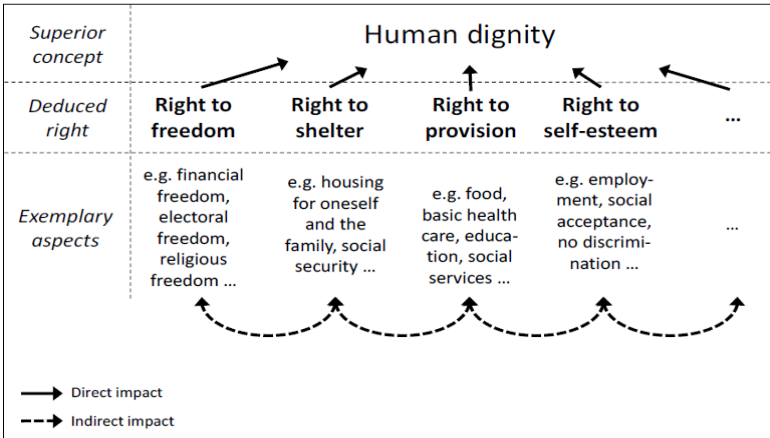 Superior
concept
Human dignity
Deduced
right
Right to
freedom
Right to
shelter
Right to
provision
Right to
self-esteem
...
Exemplary
aspects
e.g. financial
freedom,
electoral
freedom,
religious
freedom ...
e.g. housing
for oneself
and the
family, social
security ...
e.g. food,
basic health
care, educa-
tion, social
services ...
e.g. employ-
ment, social
acceptance,
no discrimi-
nation ...
...
Direct impact
Indirect impact